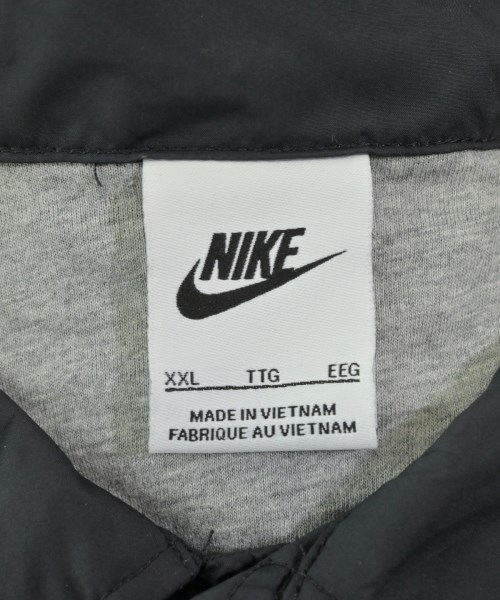 NIKE
XXL TTG EEG
MADE IN VIETNAM
FABRIQUE AU VIETNAM